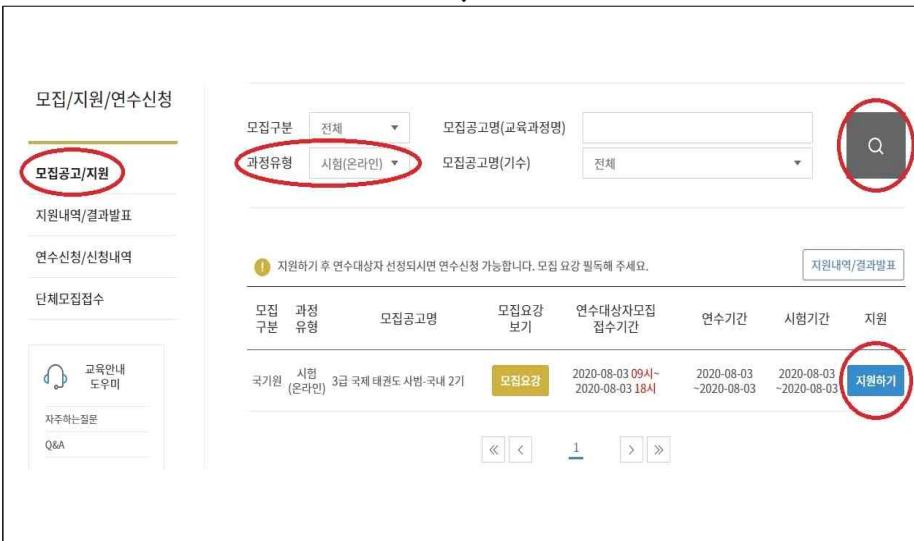 모집/지원/연수신청
모집공고/지원
지원내역/결과발표
연수신청/신청내역
단체모집접수
교육안내
도우미
자주하는질문
Q&A
모집구분 전체 모집공고명(교육과정명)
과정유형 시험(온라인) 모집공고명(기수) 전체
지원하기 후 연수대상자 선정되시면 연수신청 가능합니다. 모집 요강 필독해 주세요. 지원내역/결과발표
모집 과정 모집공고명 모집요강 연수대상자모집 연수기간 시험기간 지원
구분 유형 보기 접수기간
국기원 시험 3급 국제 태권도 사범-국내 2기 모집요강 2020-08-03 09시~ 2020-08-03 2020-08-03 지원하기
(온라인) 2020-08-03 18시 ~2020-08-03 ~2020-08-03
« < 1 > »